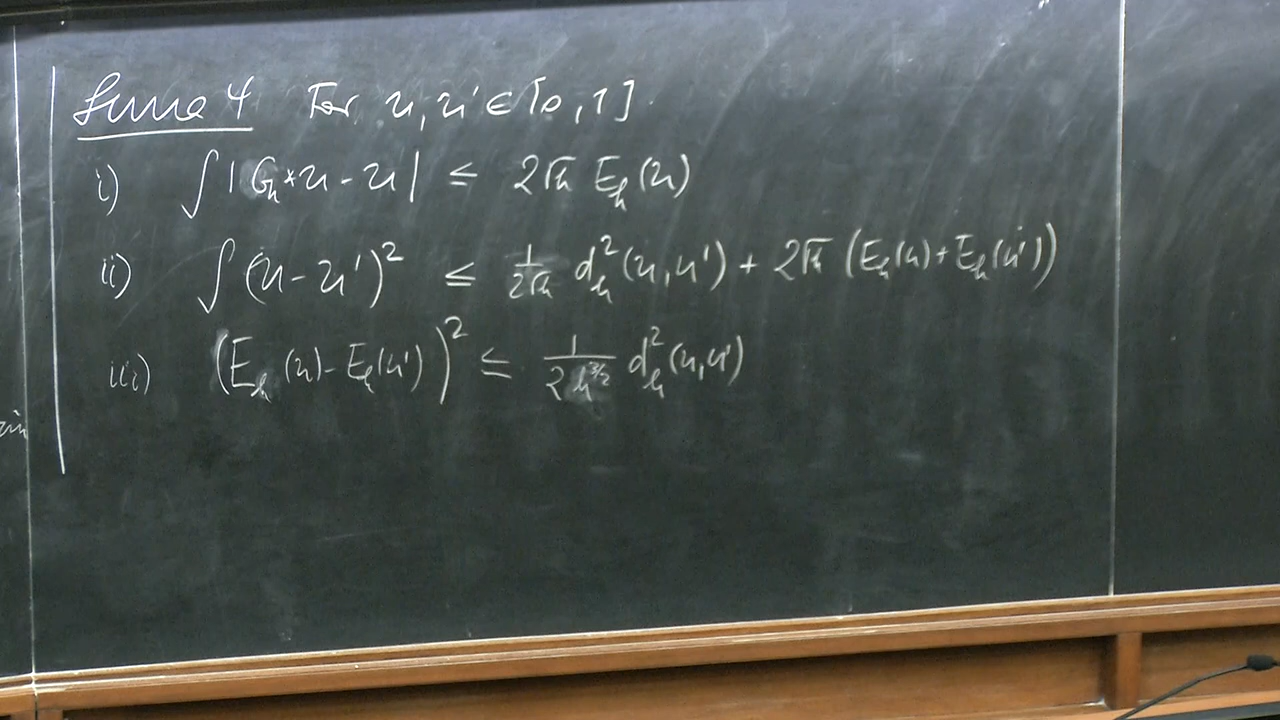 Lemma 4 For u, u' ∈ [0, 1].
i) ∫ |G_h * u - u| ≤ 2√h E_h(u)
ii) ∫ (u - u')² ≤ 1/(2√h) d_h²(u, u') + 2√h (E_h(u) + E_h(u'))
iii) (E_h(u) - E_h(u'))² ≤ 1/(2h^{3/2}) d_h²(u, u')